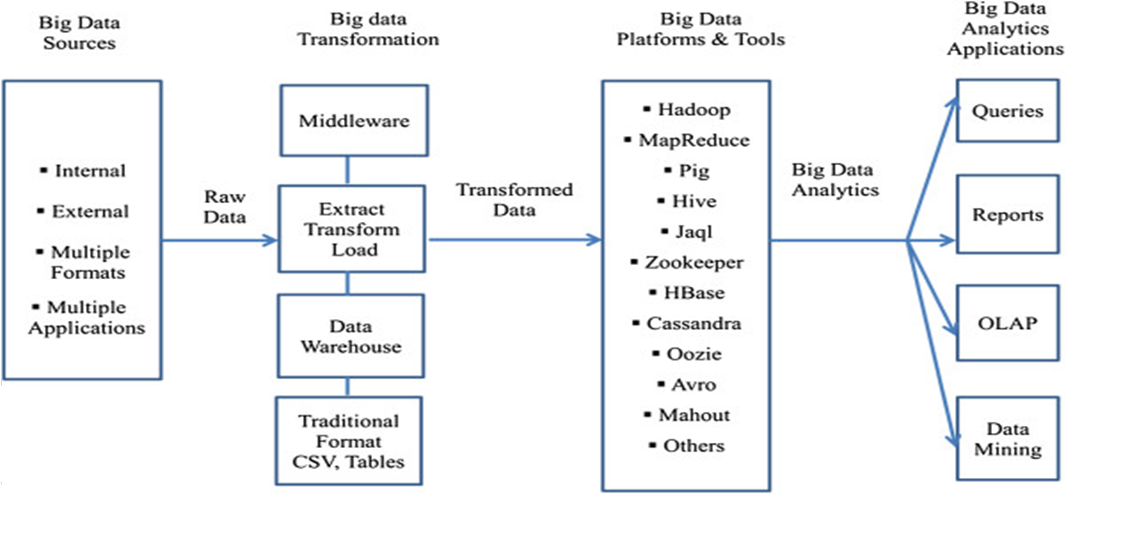 Big Data
Sources
▪ Internal
▪ External
▪ Multiple
Formats
▪ Multiple
Applications
Raw
Data
Big data
Transformation
Middleware
Extract
Transform
Load
Data
Warehouse
Traditional
Format
CSV, Tables
Transformed
Data
Big Data
Platforms & Tools
▪ Hadoop
▪ MapReduce
▪ Pig
▪ Hive
▪ Jaql
▪ Zookeeper
▪ HBase
▪ Cassandra
▪ Oozie
▪ Avro
▪ Mahout
▪ Others
Big Data
Analytics
Big Data
Analytics
Applications
Queries
Reports
OLAP
Data
Mining